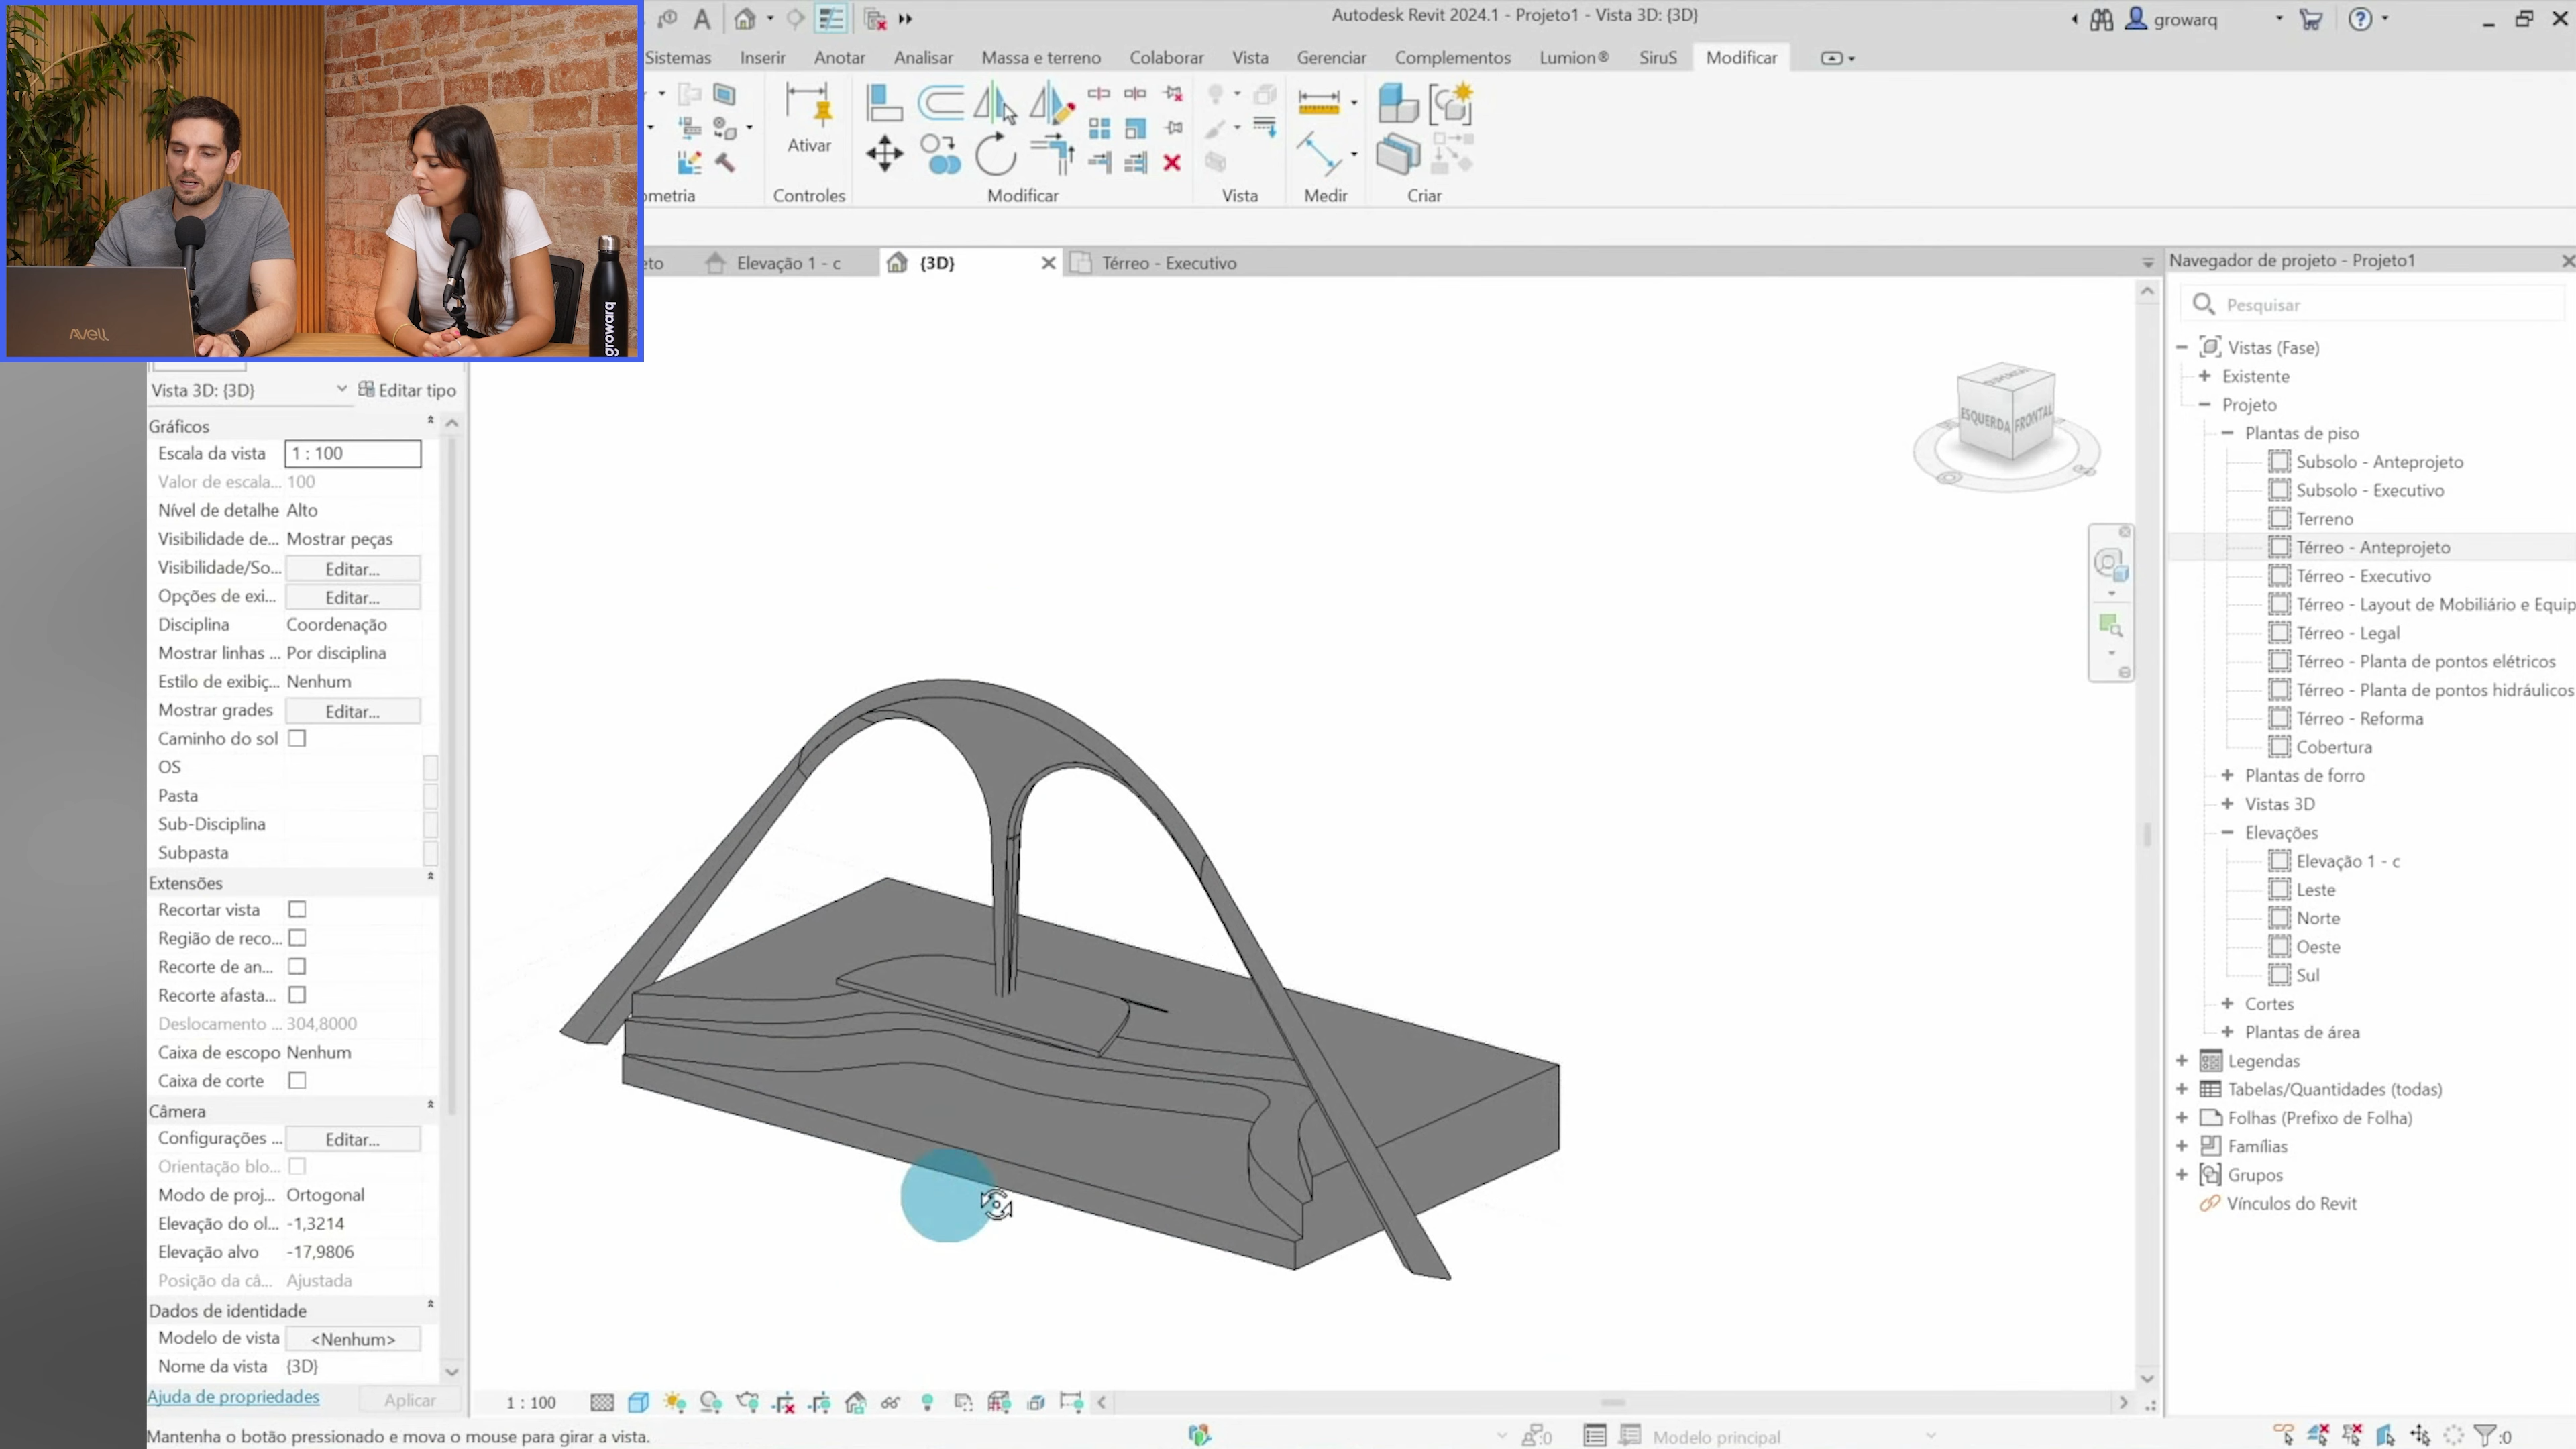 Autodesk Revit 2024.1 - Projeto1 - Vista 3D: {3D}
growarq
Sistemas
Inserir
Anotar
Analisar
Massa e terreno
Colaborar
Vista
Gerenciar
Complementos
Lumion®
SiruS
Modificar
Ativar
ometria
Controles
Modificar
Vista
Medir
Criar
eto
Elevação 1 - c
{3D}
Térreo - Executivo
AVell
growarq
Vista 3D: {3D}
Editar tipo
Gráficos
Escala da vista 1 : 100
Valor de escala... 100
Nível de detalhe Alto
Visibilidade de... Mostrar peças
Visibilidade/So... Editar...
Opções de exi... Editar...
Disciplina Coordenação
Mostrar linhas ... Por disciplina
Estilo de exibiç... Nenhum
Mostrar grades Editar...
Caminho do sol
OS
Pasta
Sub-Disciplina
Subpasta
Extensões
Recortar vista
Região de reco...
Recorte de an...
Recorte afasta...
Deslocamento ... 304,8000
Caixa de escopo Nenhum
Caixa de corte
Câmera
Configurações ... Editar...
Orientação blo...
Modo de proj... Ortogonal
Elevação do ol... -1,3214
Elevação alvo -17,9806
Posição da câ... Ajustada
Dados de identidade
Modelo de vista <Nenhum>
Nome da vista {3D}
Ajuda de propriedades
Aplicar
SUPERIOR
ESQUERDA
FRONTAL
Navegador de projeto - Projeto1
Pesquisar
Vistas (Fase)
Existente
Projeto
Plantas de piso
Subsolo - Anteprojeto
Subsolo - Executivo
Terreno
Térreo - Anteprojeto
Térreo - Executivo
Térreo - Layout de Mobiliário e Equip
Térreo - Legal
Térreo - Planta de pontos elétricos
Térreo - Planta de pontos hidráulicos
Térreo - Reforma
Cobertura
Plantas de forro
Vistas 3D
Elevações
Elevação 1 - c
Leste
Norte
Oeste
Sul
Cortes
Plantas de área
Legendas
Tabelas/Quantidades (todas)
Folhas (Prefixo de Folha)
Famílias
Grupos
Vínculos do Revit
1 : 100
Mantenha o botão pressionado e mova o mouse para girar a vista.
:0
Modelo principal
:0